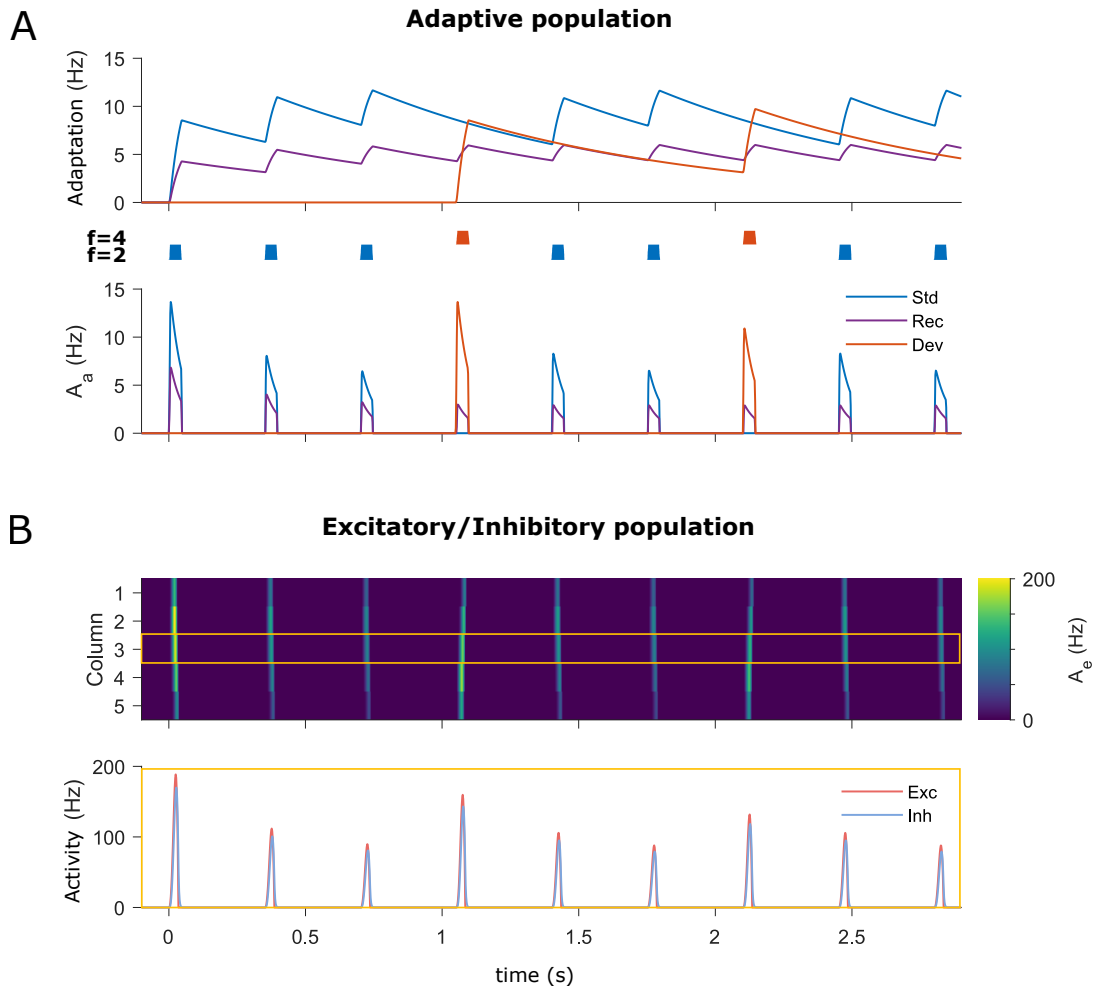 A
Adaptive population
Adaptation (Hz)
15
10
5
0
f=4
f=2
A_a (Hz)
15
10
5
0
Std
Rec
Dev
B
Excitatory/Inhibitory population
Column
1
2
3
4
5
200
0
A_e (Hz)
Activity (Hz)
200
100
0
Exc
Inh
0 0.5 1 1.5 2 2.5
time (s)